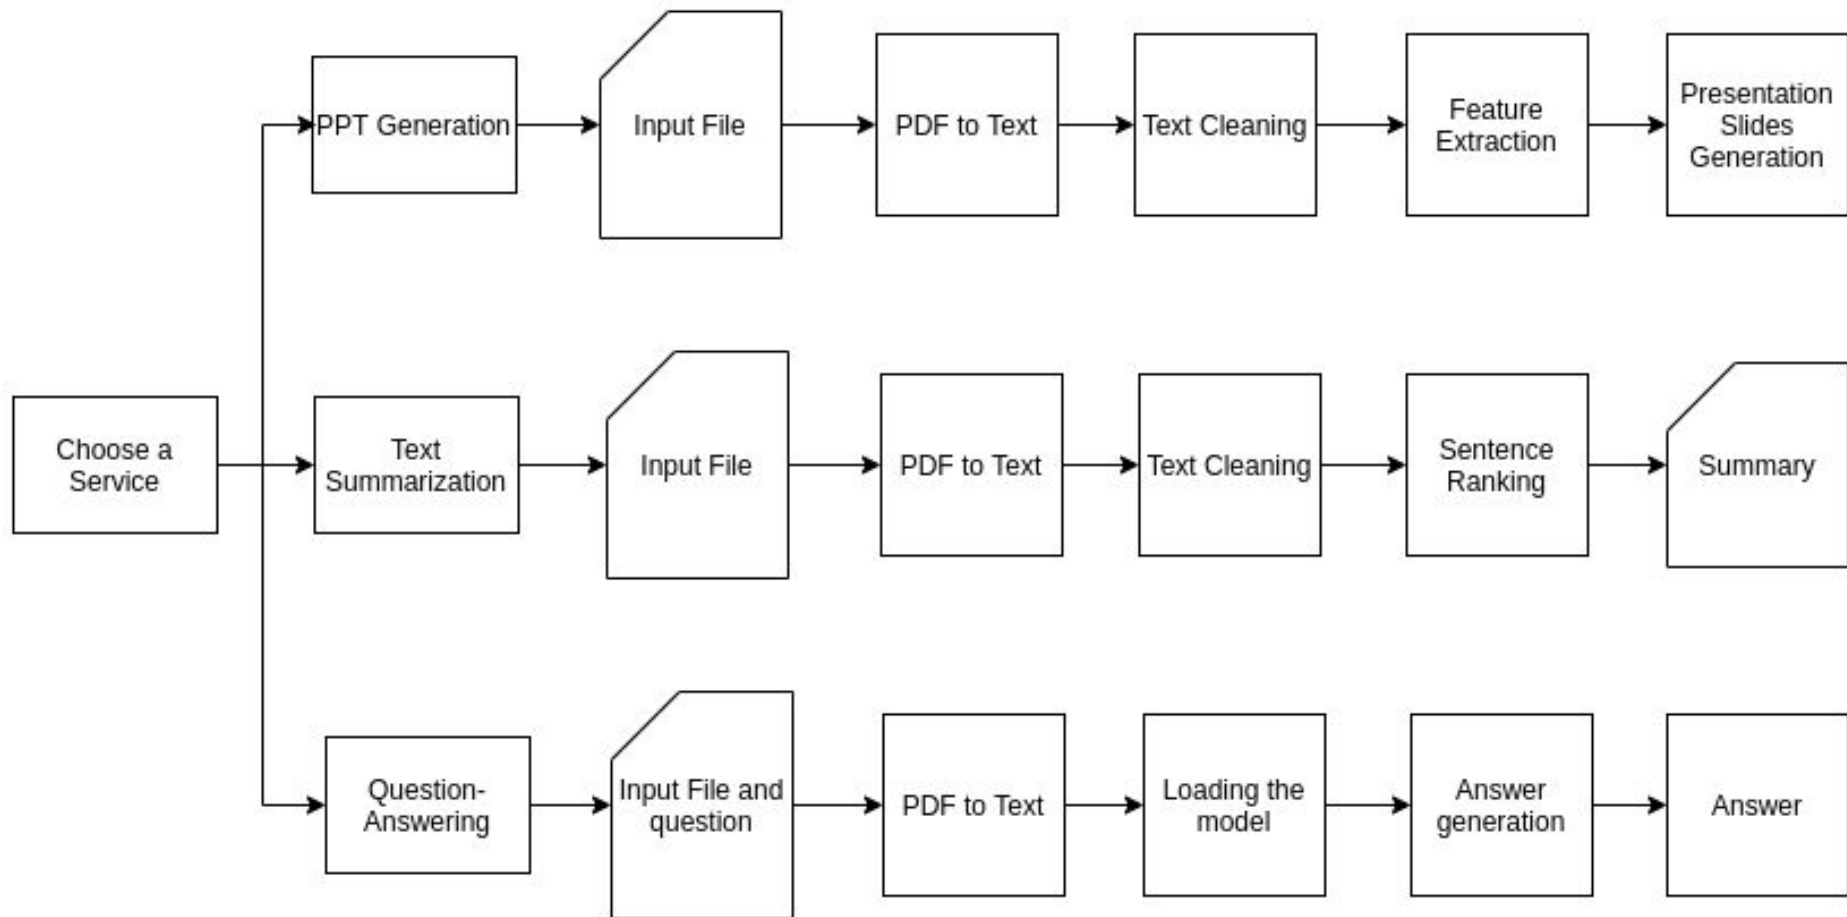 PPT Generation
Input File
PDF to Text
Text Cleaning
Feature
Extraction
Presentation
Slides
Generation
Choose a
Service
Text
Summarization
Input File
PDF to Text
Text Cleaning
Sentence
Ranking
Summary
Question-
Answering
Input File and
question
PDF to Text
Loading the
model
Answer
generation
Answer